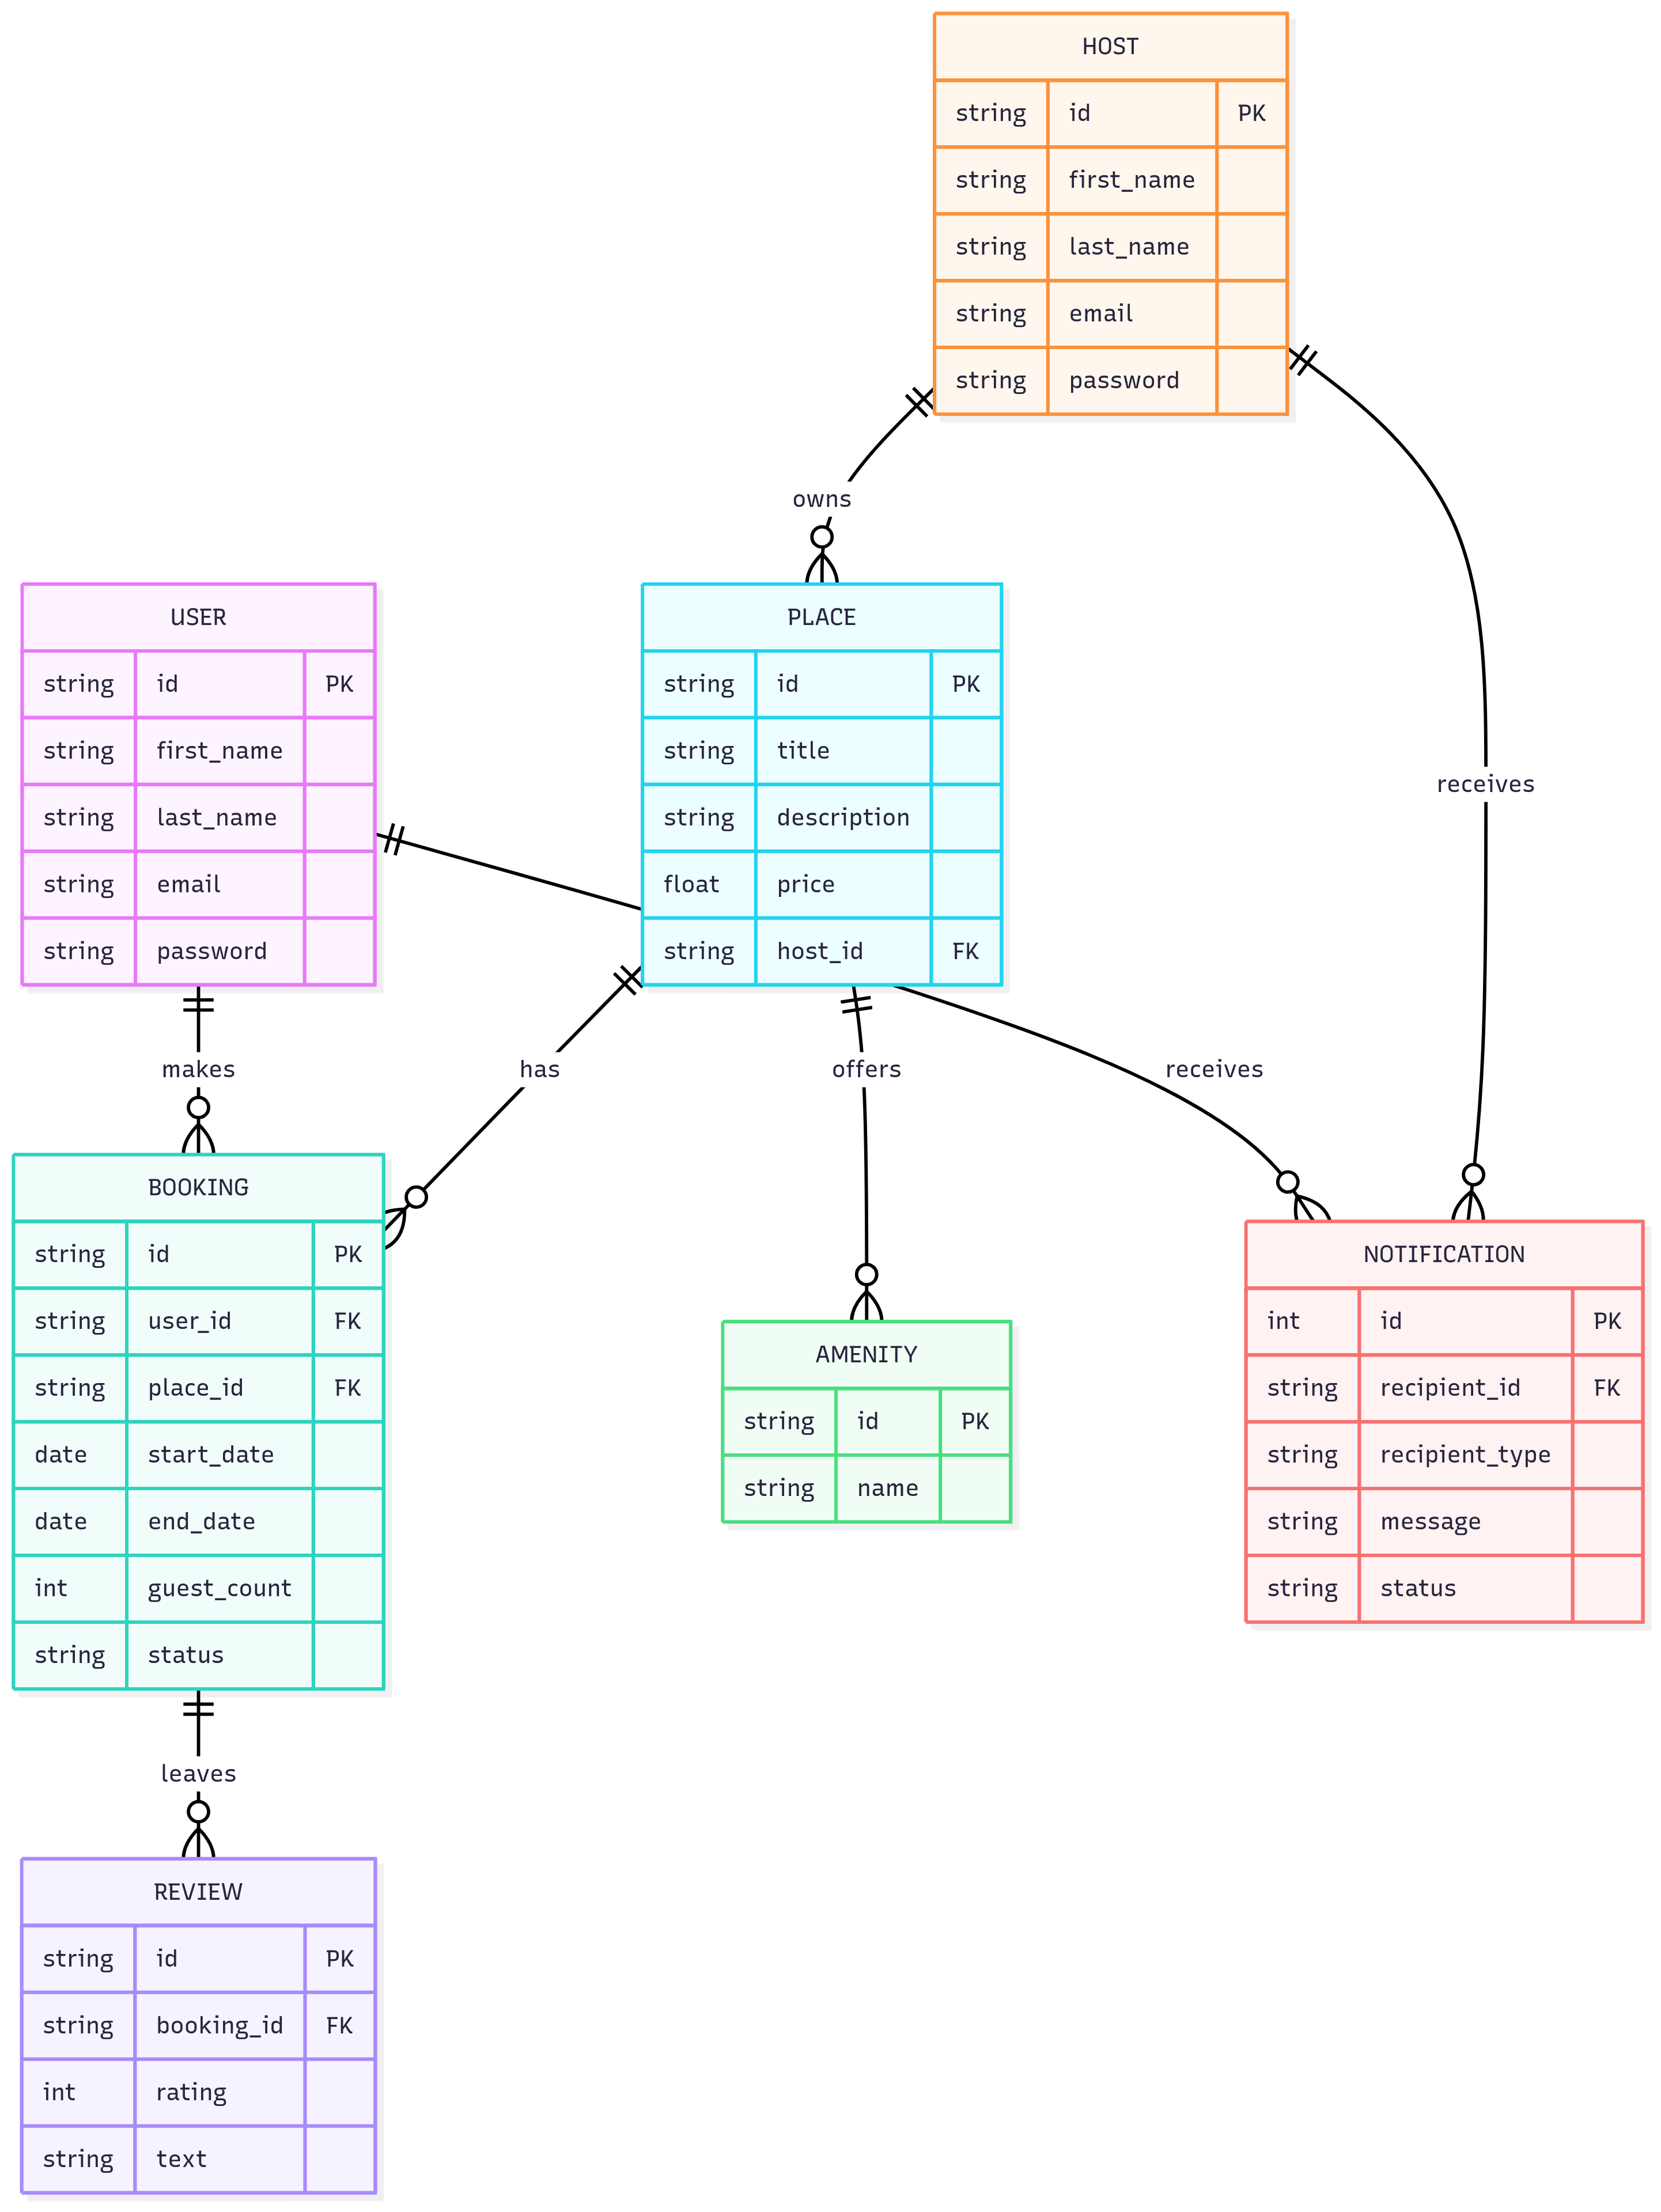 HOST
string id PK
string first_name
string last_name
string email
string password
owns
receives
USER
string id PK
string first_name
string last_name
string email
string password
PLACE
string id PK
string title
string description
float price
string host_id FK
makes
has
offers
receives
BOOKING
string id PK
string user_id FK
string place_id FK
date start_date
date end_date
int guest_count
string status
AMENITY
string id PK
string name
NOTIFICATION
int id PK
string recipient_id FK
string recipient_type
string message
string status
leaves
REVIEW
string id PK
string booking_id FK
int rating
string text